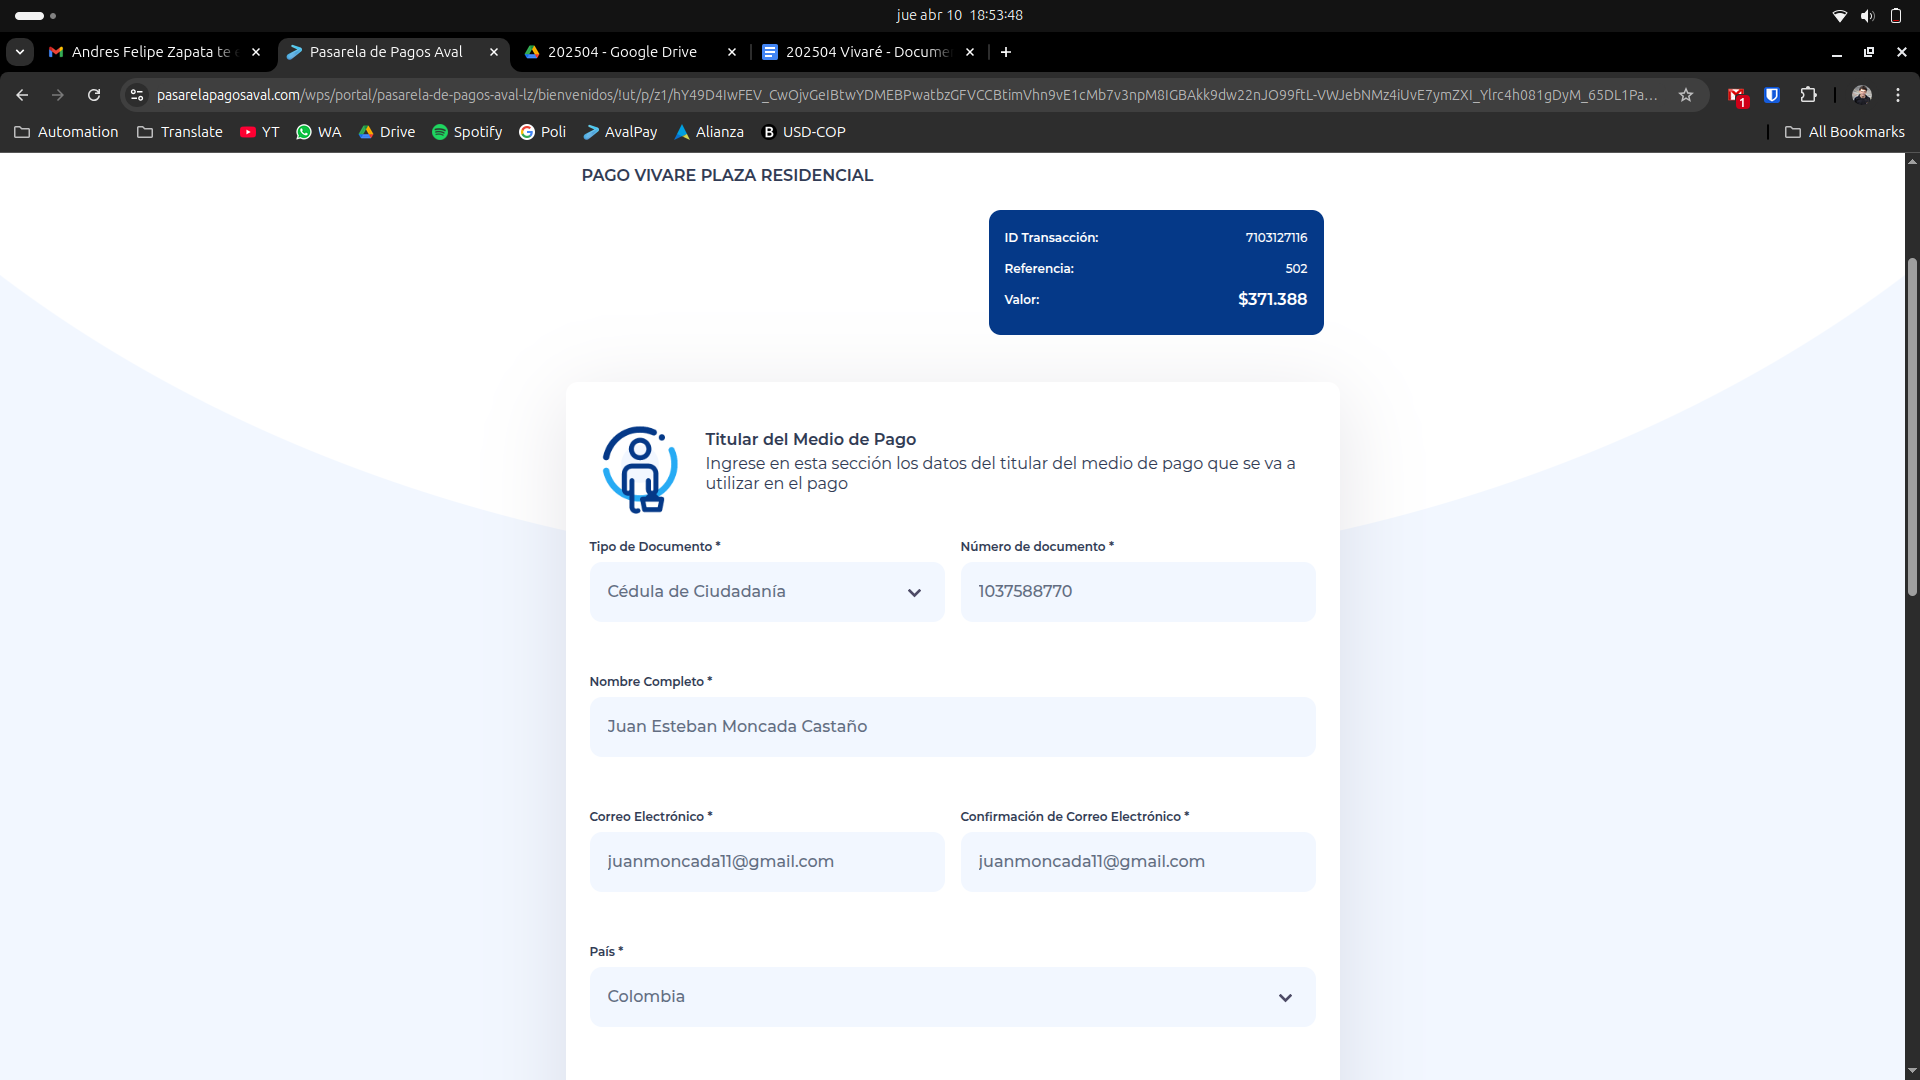 jue abr 10 18:53:48
Andres Felipe Zapata te
Pasarela de Pagos Aval
202504 - Google Drive
202504 Vivaré - Docume
pasarelapagosaval.com/wps/portal/pasarela-de-pagos-aval-lz/bienvenidos/!ut/p/z1/hY49D4IwFEV_CwOjvGeIBtwYDMEBPwatbzGFVCCBtimVhn9vE1cMb7v3npM8IGBAkk9dw22nJO99ftL-VWJebNMz4iUvE7ymZXI_Ylrc4h081gDyM_65DL1Pa...
1
Automation
Translate
YT
WA
Drive
Spotify
Poli
AvalPay
Alianza
USD-COP
All Bookmarks
PAGO VIVARE PLAZA RESIDENCIAL
ID Transacción: 7103127116
Referencia: 502
Valor: $371.388
Titular del Medio de Pago
Ingrese en esta sección los datos del titular del medio de pago que se va a
utilizar en el pago
Tipo de Documento * Número de documento *
Cédula de Ciudadanía 1037588770
Nombre Completo *
Juan Esteban Moncada Castaño
Correo Electrónico * Confirmación de Correo Electrónico *
juanmoncada11@gmail.com juanmoncada11@gmail.com
País *
Colombia